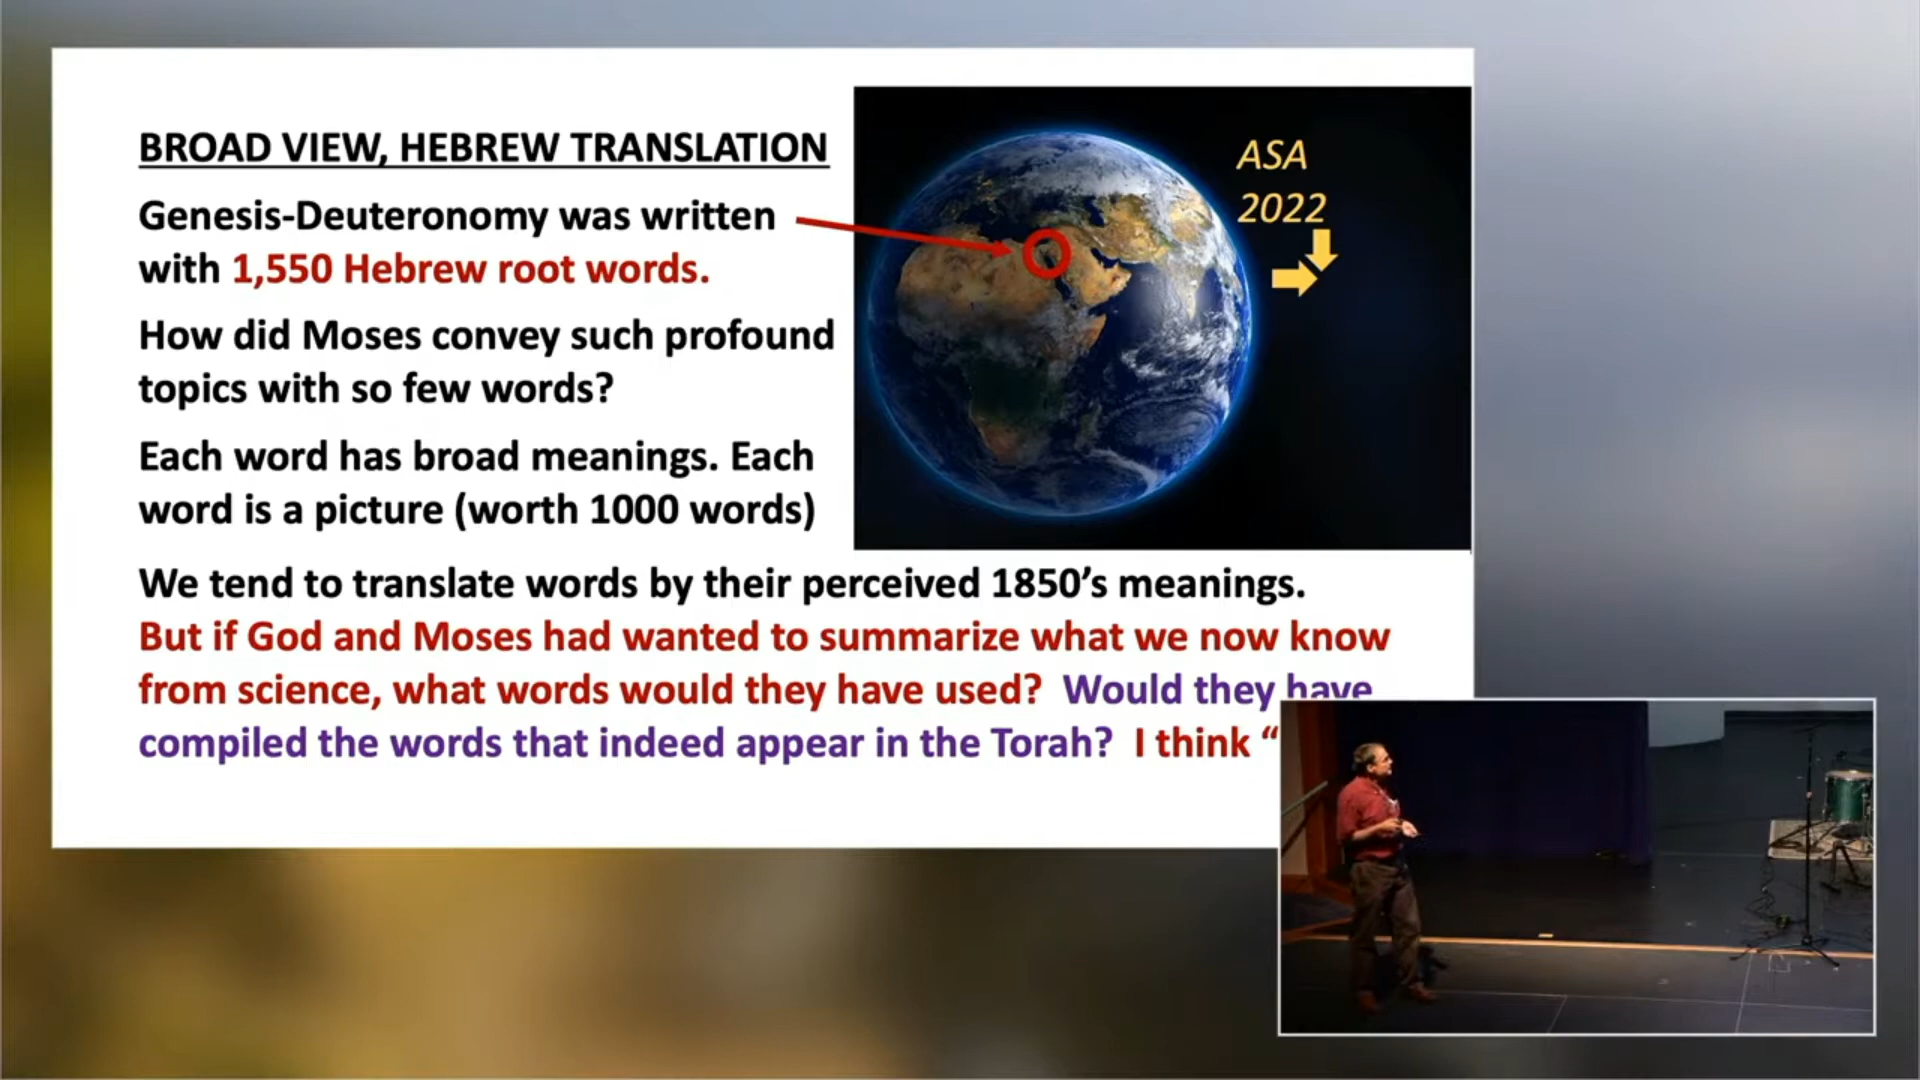 BROAD VIEW, HEBREW TRANSLATION
Genesis-Deuteronomy was written
with 1,550 Hebrew root words.
How did Moses convey such profound
topics with so few words?
Each word has broad meanings. Each
word is a picture (worth 1000 words)
ASA
2022
We tend to translate words by their perceived 1850’s meanings.
But if God and Moses had wanted to summarize what we now know
from science, what words would they have used? Would they have
compiled the words that indeed appear in the Torah? I think “